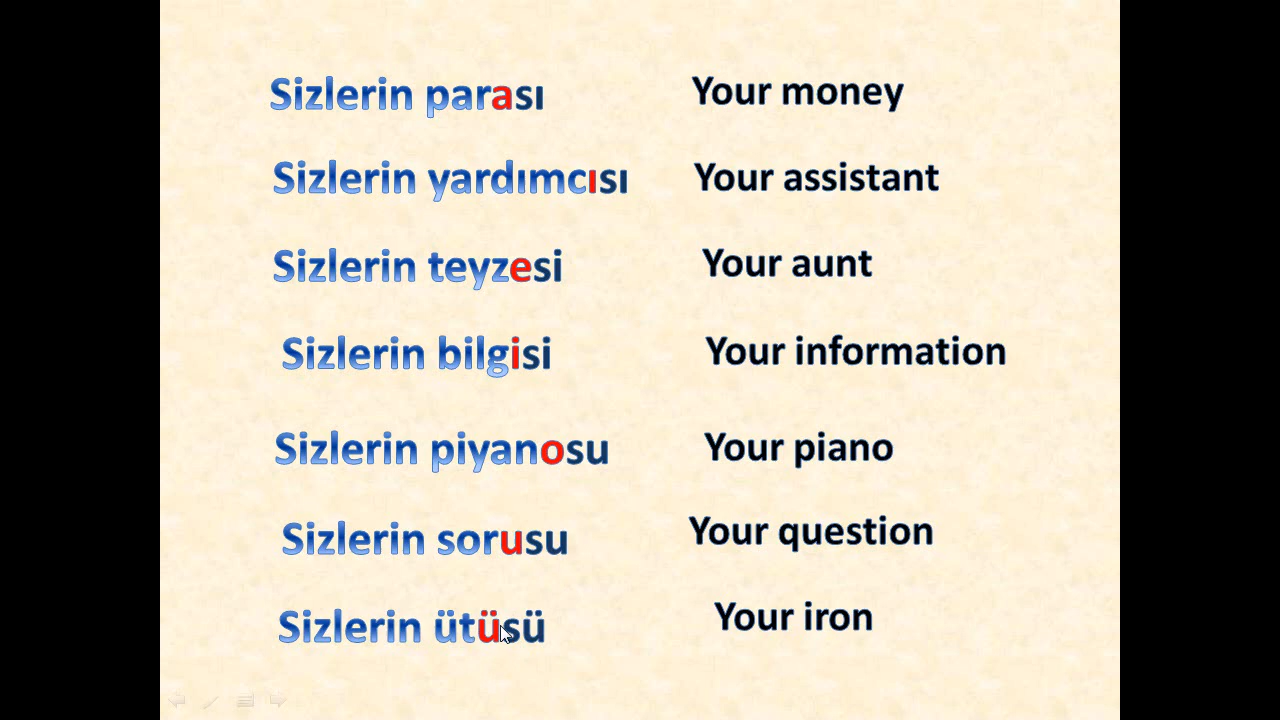 Sizlerin parası Your money
Sizlerin yardımcısı Your assistant
Sizlerin teyzesi Your aunt
Sizlerin bilgisi Your information
Sizlerin piyanosu Your piano
Sizlerin sorusu Your question
Sizlerin ütüsü Your iron